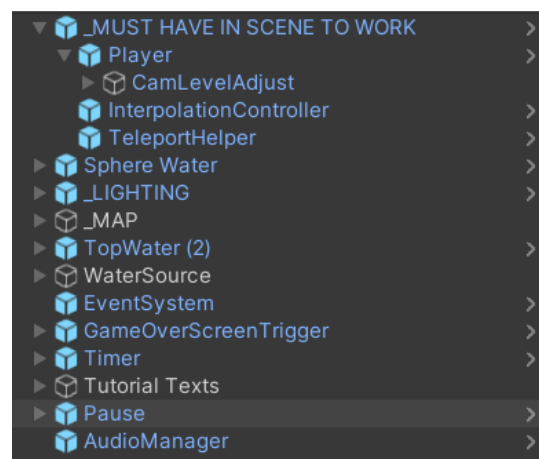 _MUST HAVE IN SCENE TO WORK
Player
CamLevelAdjust
InterpolationController
TeleportHelper
Sphere Water
_LIGHTING
_MAP
TopWater (2)
WaterSource
EventSystem
GameOverScreenTrigger
Timer
Tutorial Texts
Pause
AudioManager